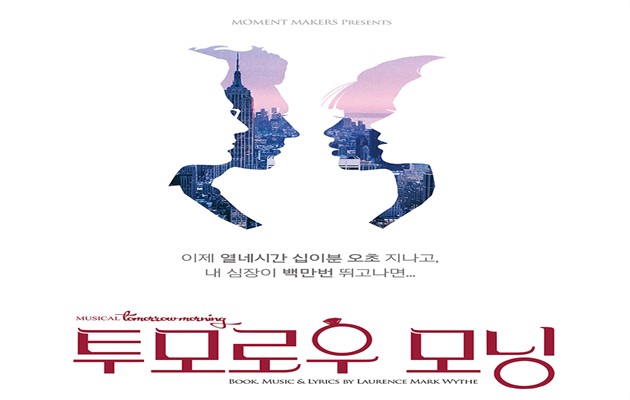 MOMENT MAKERS PRESENTS
이제 열네시간 십이분 오초 지나고,
내 심장이 백만번 뛰고나면...
MUSICAL tomorrow morning
투모로우 모닝
BOOK, MUSIC & LYRICS BY LAURENCE MARK WYTHE